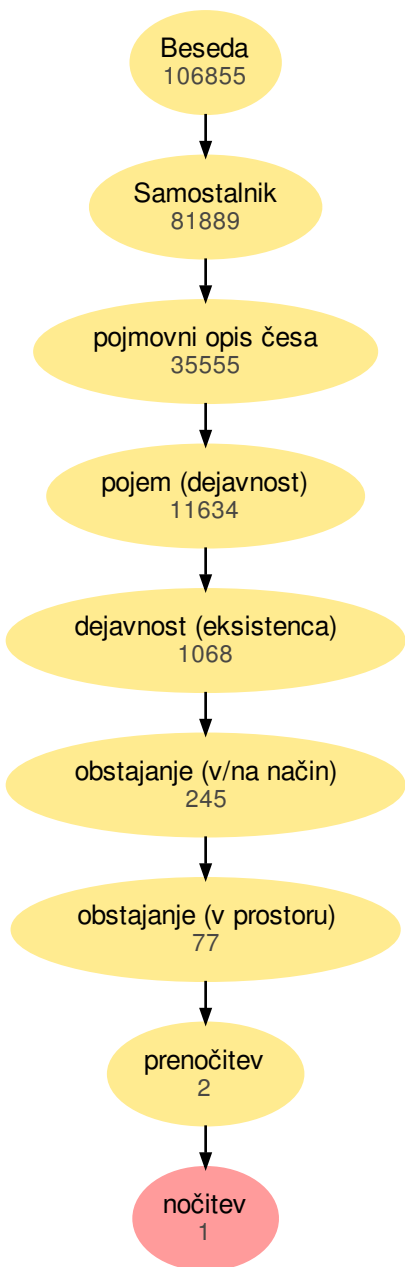 Beseda
106855
Samostalnik
81889
pojmovni opis česa
35555
pojem (dejavnost)
11634
dejavnost (eksistenca)
1068
obstajanje (v/na način)
245
obstajanje (v prostoru)
77
prenočitev
2
nočitev
1